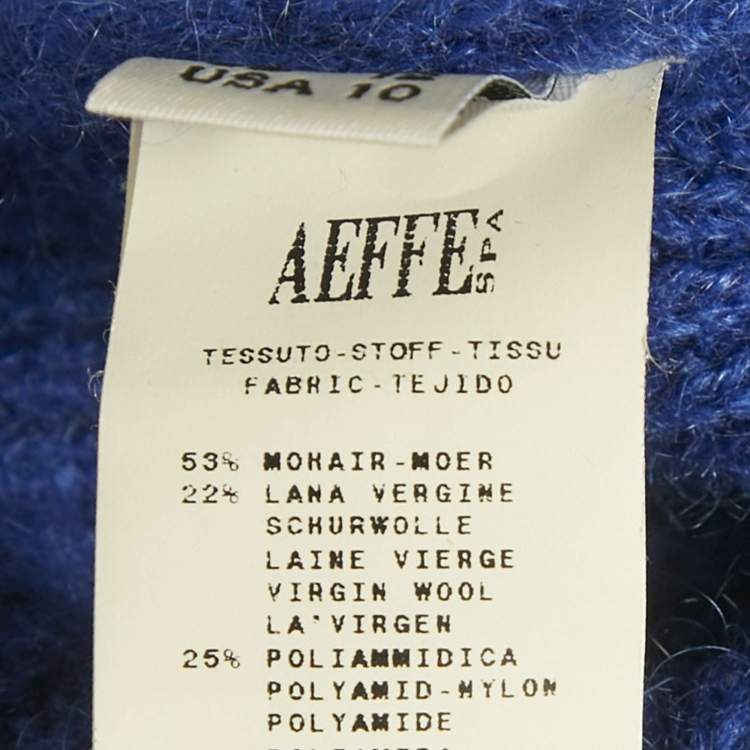 USA 10
AEFFE SPA
TESSUTO-STOFF-TISSU
FABRIC-TEJIDO
53% MOHAIR-MOER
22% LANA VERGINE
SCHURWOLLE
LAINE VIERGE
VIRGIN WOOL
LA'VIRGEN
25% POLIAMMIDICA
POLYAMID-NYLON
POLYAMIDE